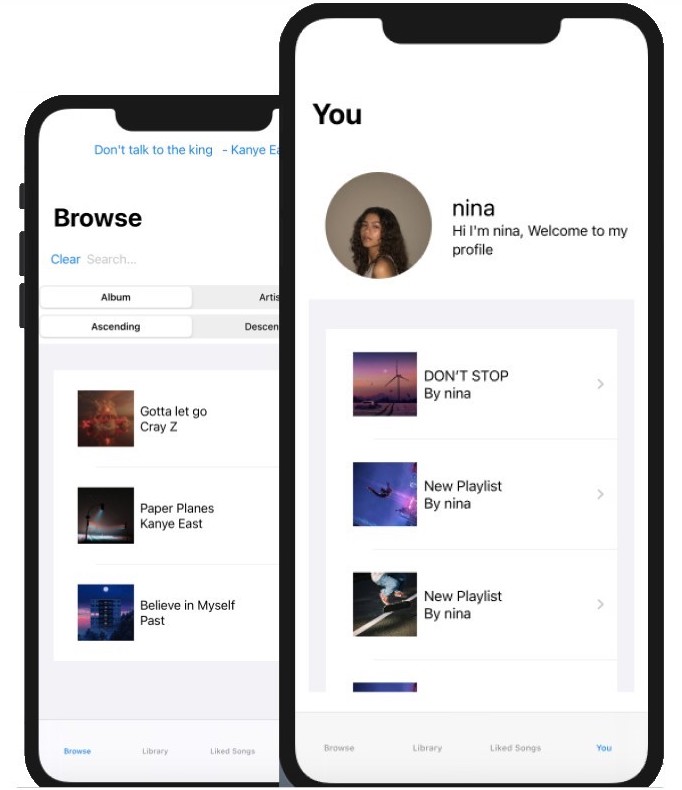 Don't talk to the king - Kanye Ea
Browse
Clear Search...
Album Artis
Ascending Descen
Gotta let go
Cray Z
Paper Planes
Kanye East
Believe in Myself
Past
Browse Library Liked Songs
You
nina
Hi I'm nina, Welcome to my
profile
DON'T STOP
By nina
New Playlist
By nina
New Playlist
By nina
Browse Library Liked Songs You